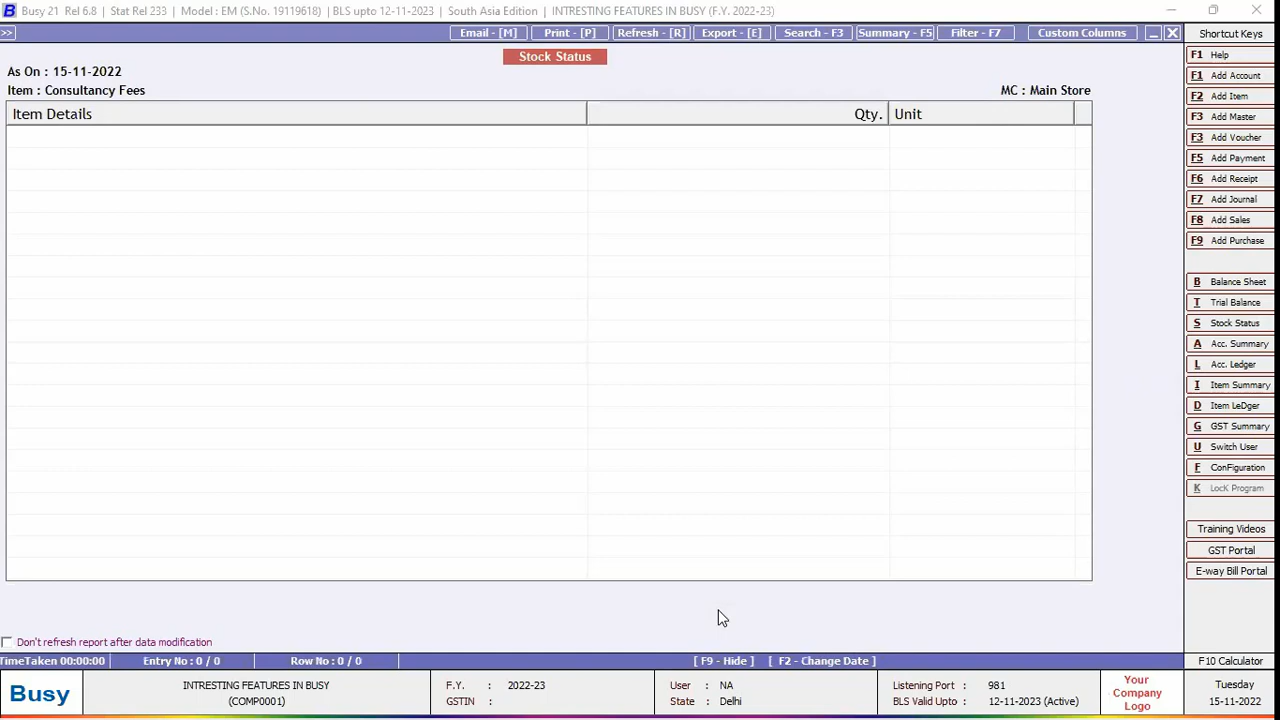 B Busy 21 Rel 6.8 | Stat Rel 233 | Model : EM (S.No. 19119618) | BLS upto 12-11-2023 | South Asia Edition | INTRESTING FEATURES IN BUSY (F.Y. 2022-23)
>> Email - [M] Print - [P] Refresh - [R] Export - [E] Search - F3 Summary - F5 Filter - F7 Custom Columns
Stock Status
As On : 15-11-2022
Item : Consultancy Fees MC : Main Store
Item Details Qty. Unit
Shortcut Keys
F1 Help
F1 Add Account
F2 Add Item
F3 Add Master
F3 Add Voucher
F5 Add Payment
F6 Add Receipt
F7 Add Journal
F8 Add Sales
F9 Add Purchase
B Balance Sheet
T Trial Balance
S Stock Status
A Acc. Summary
L Acc. Ledger
I Item Summary
D Item LeDger
G GST Summary
U Switch User
F ConFiguration
K LocK Program
Training Videos
GST Portal
E-way Bill Portal
Don't refresh report after data modification
TimeTaken 00:00:00 Entry No : 0 / 0 Row No : 0 / 0 [ F9 - Hide ] [ F2 - Change Date ] F10 Calculator
Busy
INTRESTING FEATURES IN BUSY
(COMP0001)
F.Y. : 2022-23
GSTIN :
User : NA
State : Delhi
Listening Port : 981
BLS Valid Upto : 12-11-2023 (Active)
Your
Company
Logo
Tuesday
15-11-2022